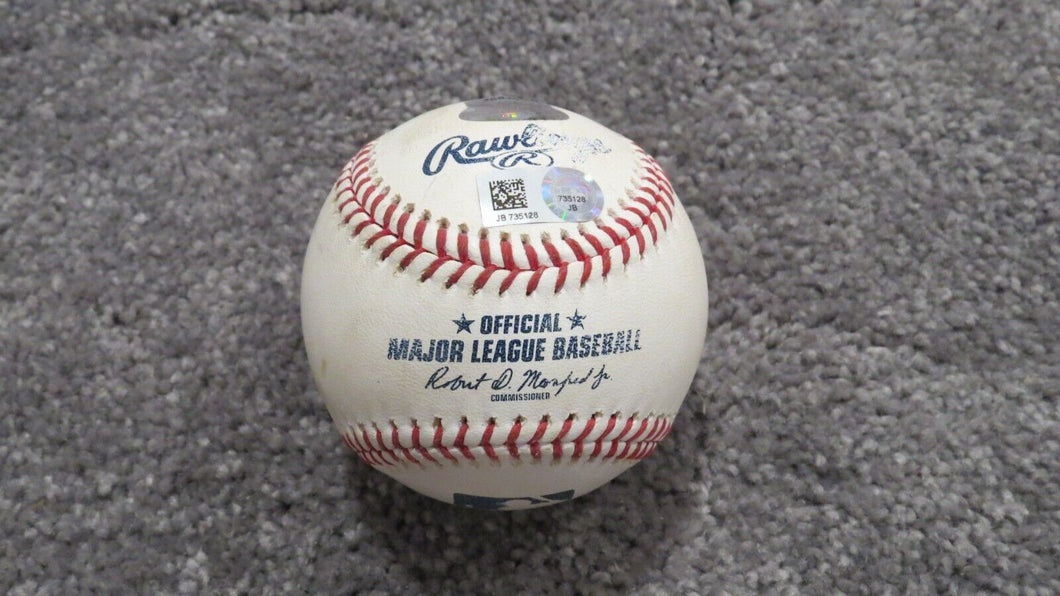 Rawlings
R
JB 735128
735128
JB
OFFICIAL
MAJOR LEAGUE BASEBALL
Robert D. Manfred Jr.
COMMISSIONER